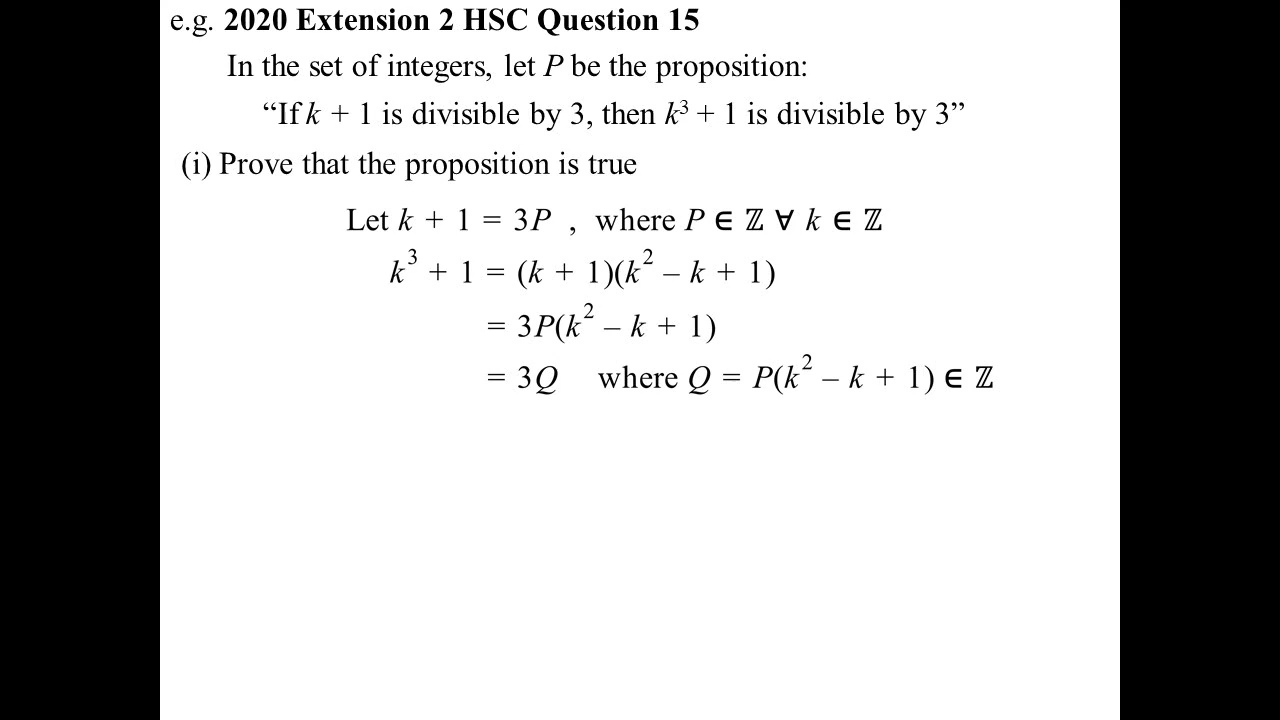 e.g. 2020 Extension 2 HSC Question 15
In the set of integers, let P be the proposition:
“If k + 1 is divisible by 3, then k³ + 1 is divisible by 3”
(i) Prove that the proposition is true
Let k + 1 = 3P , where P ∈ ℤ ∀ k ∈ ℤ
k³ + 1 = (k + 1)(k² – k + 1)
= 3P(k² – k + 1)
= 3Q where Q = P(k² – k + 1) ∈ ℤ